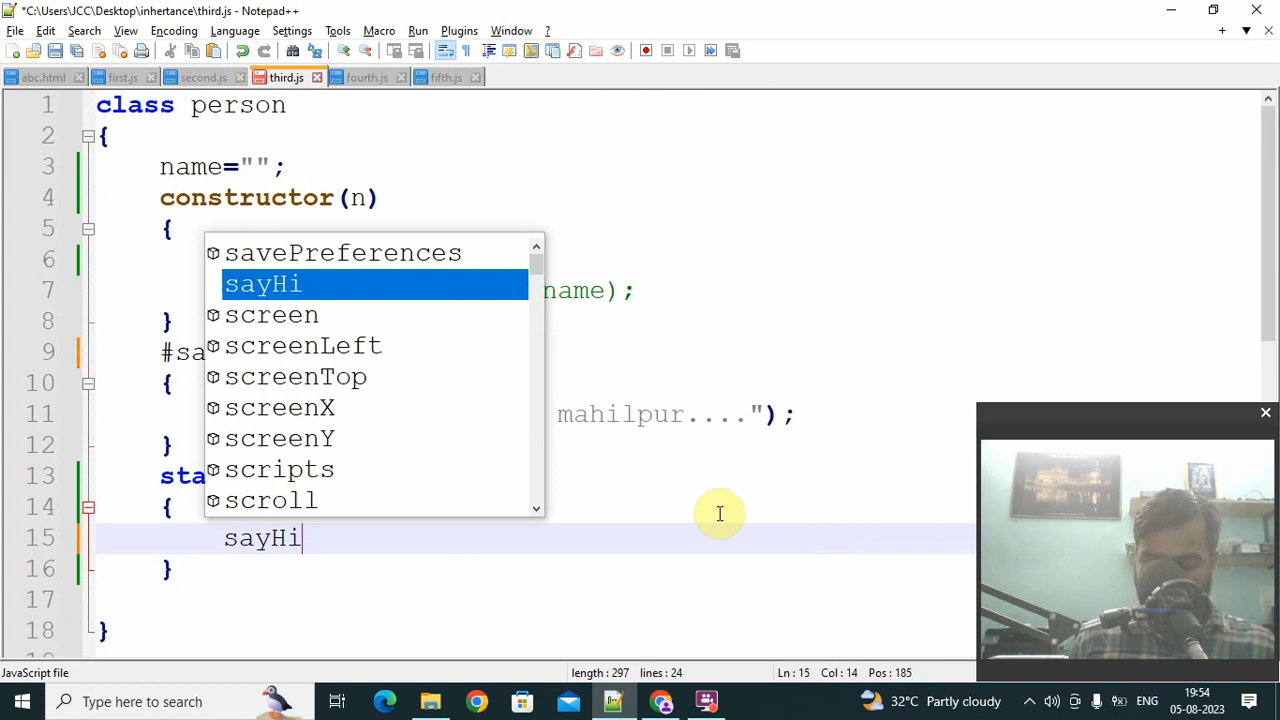 *C:\Users\JCC\Desktop\inhertance\third.js - Notepad++
File Edit Search View Encoding Language Settings Tools Macro Run Plugins Window ?
abc.html first.js second.js third.js fourth.js fifth.js
1 class person
2 {
3 name="";
4 constructor(n)
5 {
savePreferences
6
sayHi
7 name);
screen
8 }
screenLeft
9 #sa
screenTop
10 {
screenX
11 mahilpur....");
screenY
12 }
scripts
13 sta
scroll
14 {
15 sayHi
16 }
17
18 }
JavaScript file length : 297 lines : 24 Ln : 15 Col : 14 Pos : 185
Type here to search 32°C Partly cloudy ENG 19:54
05-08-2023